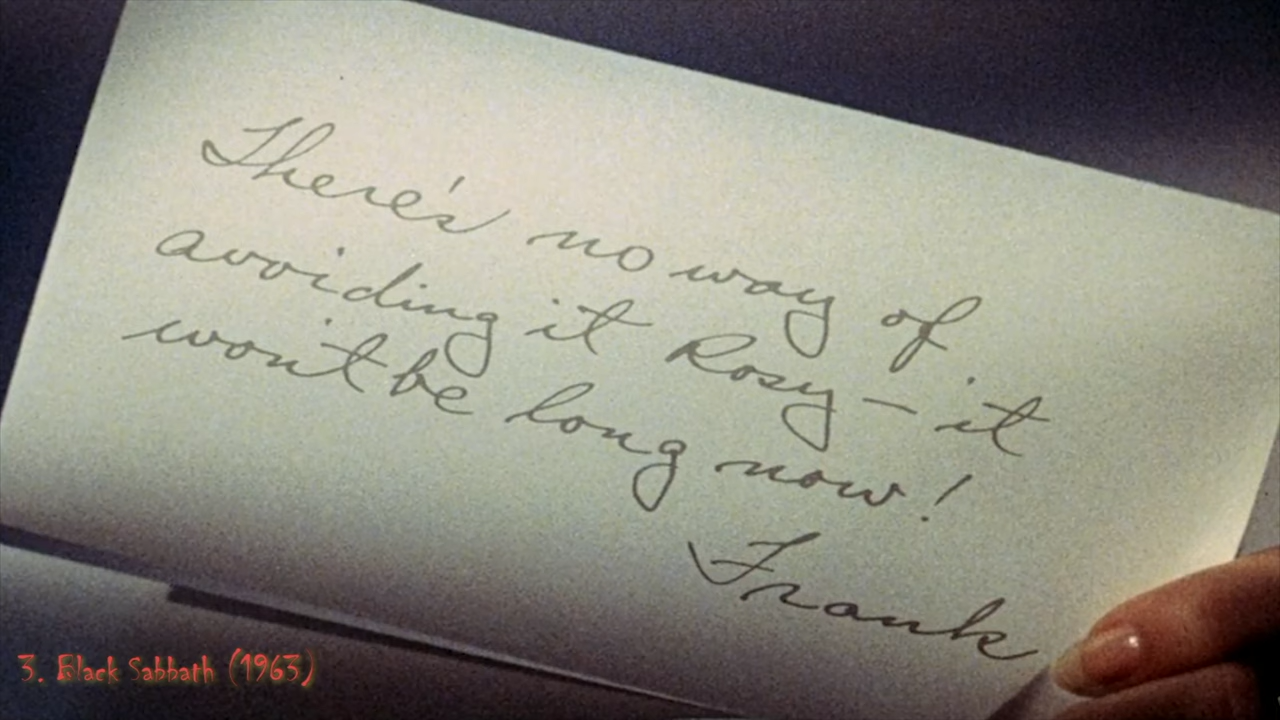 There's no way of
avoiding it Rosy – it
won't be long now!
Frank
3. Black Sabbath (1963)